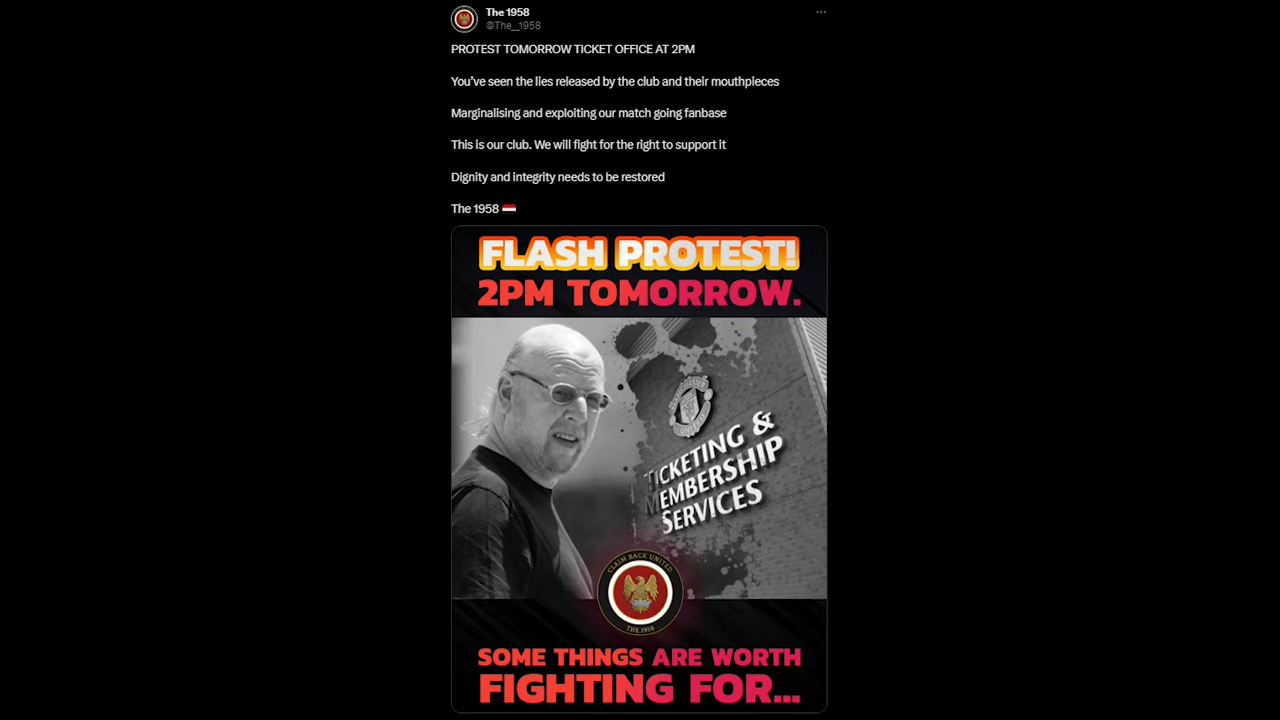 The 1958
@The__1958
PROTEST TOMORROW TICKET OFFICE AT 2PM
You've seen the lies released by the club and their mouthpieces
Marginalising and exploiting our match going fanbase
This is our club. We will fight for the right to support it
Dignity and integrity needs to be restored
The 1958
FLASH PROTEST!
2PM TOMORROW.
MANCHESTER
UNITED
TICKETING &
MEMBERSHIP
SERVICES
CLAIM BACK UNITED
THE 1958
SOME THINGS ARE WORTH
FIGHTING FOR...